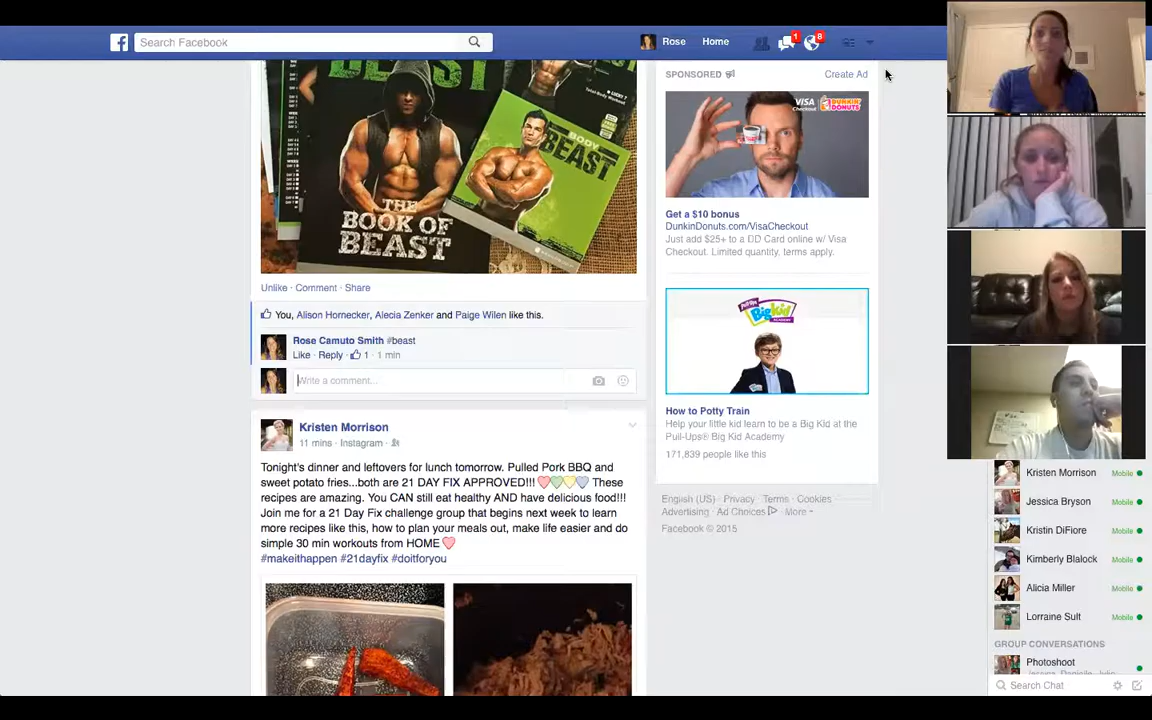 Search Facebook
Rose
Home
1
8
BEAST
THE
BOOK OF
BEAST
BODY
BEAST
Unlike · Comment · Share
You, Alison Hornecker, Alecia Zenker and Paige Wilen like this.
Rose Camuto Smith #beast
Like · Reply · 1 · 1 min
Write a comment...
Kristen Morrison
11 mins · Instagram ·
Tonight's dinner and leftovers for lunch tomorrow. Pulled Pork BBQ and
sweet potato fries...both are 21 DAY FIX APPROVED!!! These
recipes are amazing. You CAN still eat healthy AND have delicious food!!!
Join me for a 21 Day Fix challenge group that begins next week to learn
more recipes like this, how to plan your meals out, make life easier and do
simple 30 min workouts from HOME
#makeithappen #21dayfix #doitforyou
SPONSORED
Create Ad
VISA
Checkout
DUNKIN'
DONUTS
Get a $10 bonus
DunkinDonuts.com/VisaCheckout
Just add $25+ to a DD Card online w/ Visa
Checkout. Limited quantity, terms apply.
Pull-Ups
Big kid
ACADEMY
How to Potty Train
Help your little kid learn to be a Big Kid at the
Pull-Ups® Big Kid Academy
171,839 people like this
English (US) · Privacy · Terms · Cookies
Advertising · Ad Choices · More
Facebook © 2015
Kristen Morrison Mobile
Jessica Bryson Mobile
Kristin DiFiore Mobile
Kimberly Blalock Mobile
Alicia Miller Mobile
Lorraine Sult Mobile
GROUP CONVERSATIONS
Photoshoot
Search Chat